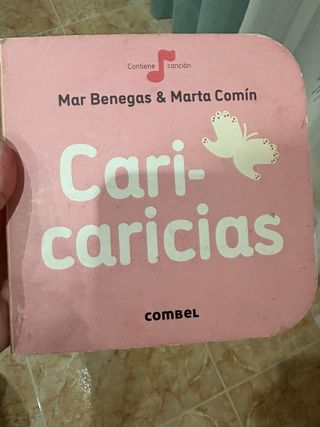 Contiene canción
Mar Benegas & Marta Comín
Cari-
caricias
COMBEL